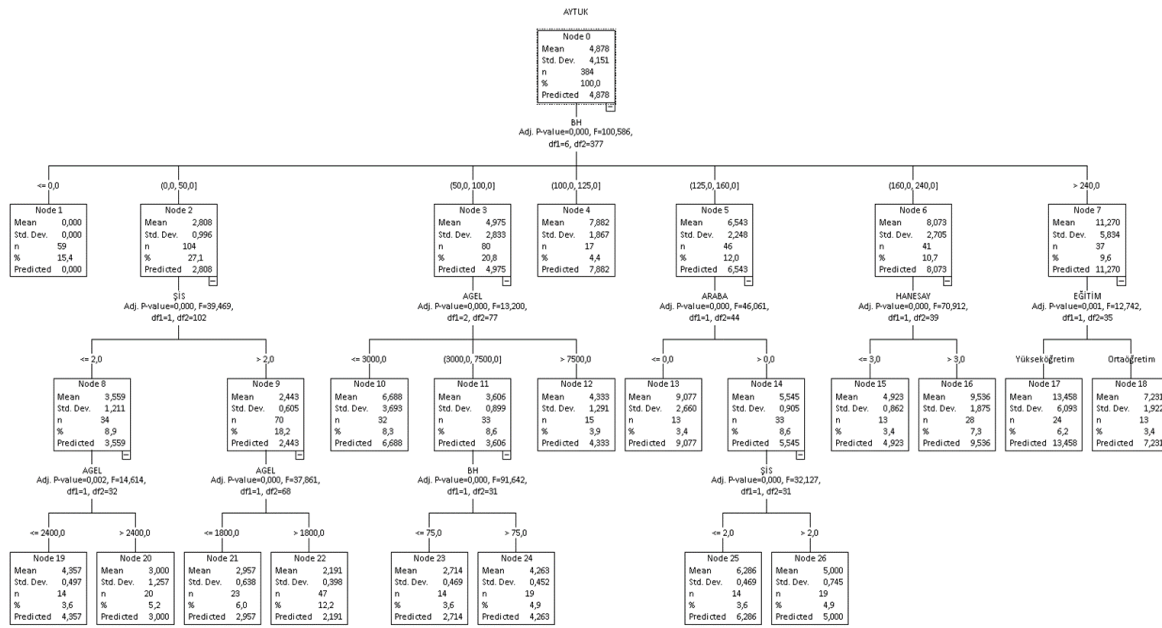 AYTUK
Node 0
Mean 4,878
Std. Dev. 4,151
n 384
% 100,0
Predicted 4,878
BH
Adj. P-value=0,000, F=100,586,
df1=6, df2=377
<= 0,0
(0,0, 50,0]
(50,0, 100,0]
(100,0, 125,0]
(125,0, 160,0]
(160,0, 240,0]
> 240,0
Node 1
Mean 0,000
Std. Dev. 0,000
n 59
% 15,4
Predicted 0,000
Node 2
Mean 2,808
Std. Dev. 0,996
n 104
% 27,1
Predicted 2,808
Node 3
Mean 4,975
Std. Dev. 2,833
n 80
% 20,8
Predicted 4,975
Node 4
Mean 7,882
Std. Dev. 1,867
n 17
% 4,4
Predicted 7,882
Node 5
Mean 6,543
Std. Dev. 2,248
n 46
% 12,0
Predicted 6,543
Node 6
Mean 8,073
Std. Dev. 2,705
n 41
% 10,7
Predicted 8,073
Node 7
Mean 11,270
Std. Dev. 5,834
n 37
% 9,6
Predicted 11,270
ŞİS
Adj. P-value=0,000, F=39,469,
df1=1, df2=102
AGEL
Adj. P-value=0,000, F=13,200,
df1=2, df2=77
ARABA
Adj. P-value=0,000, F=46,061,
df1=1, df2=44
HANESAY
Adj. P-value=0,000, F=70,912,
df1=1, df2=39
EĞİTİM
Adj. P-value=0,001, F=12,742,
df1=1, df2=35
<= 2,0
> 2,0
<= 3000,0
(3000,0, 7500,0]
> 7500,0
<= 0,0
> 0,0
<= 3,0
> 3,0
Yükseköğretim
Ortaöğretim
Node 8
Mean 3,559
Std. Dev. 1,211
n 34
% 8,9
Predicted 3,559
Node 9
Mean 2,443
Std. Dev. 0,605
n 70
% 18,2
Predicted 2,443
Node 10
Mean 6,688
Std. Dev. 3,693
n 32
% 8,3
Predicted 6,688
Node 11
Mean 3,606
Std. Dev. 0,899
n 33
% 8,6
Predicted 3,606
Node 12
Mean 4,333
Std. Dev. 1,291
n 15
% 3,9
Predicted 4,333
Node 13
Mean 9,077
Std. Dev. 2,660
n 13
% 3,4
Predicted 9,077
Node 14
Mean 5,545
Std. Dev. 0,905
n 33
% 8,6
Predicted 5,545
Node 15
Mean 4,923
Std. Dev. 0,862
n 13
% 3,4
Predicted 4,923
Node 16
Mean 9,536
Std. Dev. 1,875
n 28
% 7,3
Predicted 9,536
Node 17
Mean 13,458
Std. Dev. 6,093
n 24
% 6,2
Predicted 13,458
Node 18
Mean 7,231
Std. Dev. 1,922
n 13
% 3,4
Predicted 7,231
AGEL
Adj. P-value=0,002, F=14,614,
df1=1, df2=32
AGEL
Adj. P-value=0,000, F=37,861,
df1=1, df2=68
BH
Adj. P-value=0,000, F=91,642,
df1=1, df2=31
ŞİS
Adj. P-value=0,000, F=32,127,
df1=1, df2=31
<= 2400,0
> 2400,0
<= 1800,0
> 1800,0
<= 75,0
> 75,0
<= 2,0
> 2,0
Node 19
Mean 4,357
Std. Dev. 0,497
n 14
% 3,6
Predicted 4,357
Node 20
Mean 3,000
Std. Dev. 1,257
n 20
% 5,2
Predicted 3,000
Node 21
Mean 2,957
Std. Dev. 0,638
n 23
% 6,0
Predicted 2,957
Node 22
Mean 2,191
Std. Dev. 0,398
n 47
% 12,2
Predicted 2,191
Node 23
Mean 2,714
Std. Dev. 0,469
n 14
% 3,6
Predicted 2,714
Node 24
Mean 4,263
Std. Dev. 0,452
n 19
% 4,9
Predicted 4,263
Node 25
Mean 6,286
Std. Dev. 0,469
n 14
% 3,6
Predicted 6,286
Node 26
Mean 5,000
Std. Dev. 0,745
n 19
% 4,9
Predicted 5,000